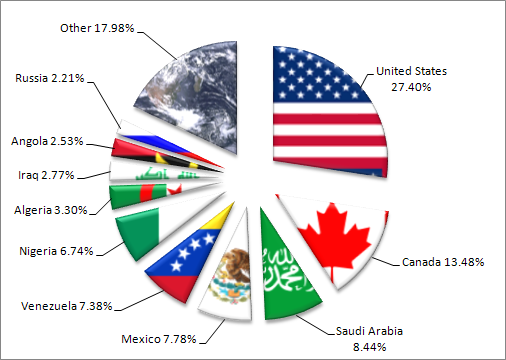 Other 17.98%
United States
27.40%
Russia 2.21%
Angola 2.53%
Iraq 2.77%
Algeria 3.30%
Nigeria 6.74%
Canada 13.48%
Venezuela 7.38%
Mexico 7.78%
Saudi Arabia
8.44%